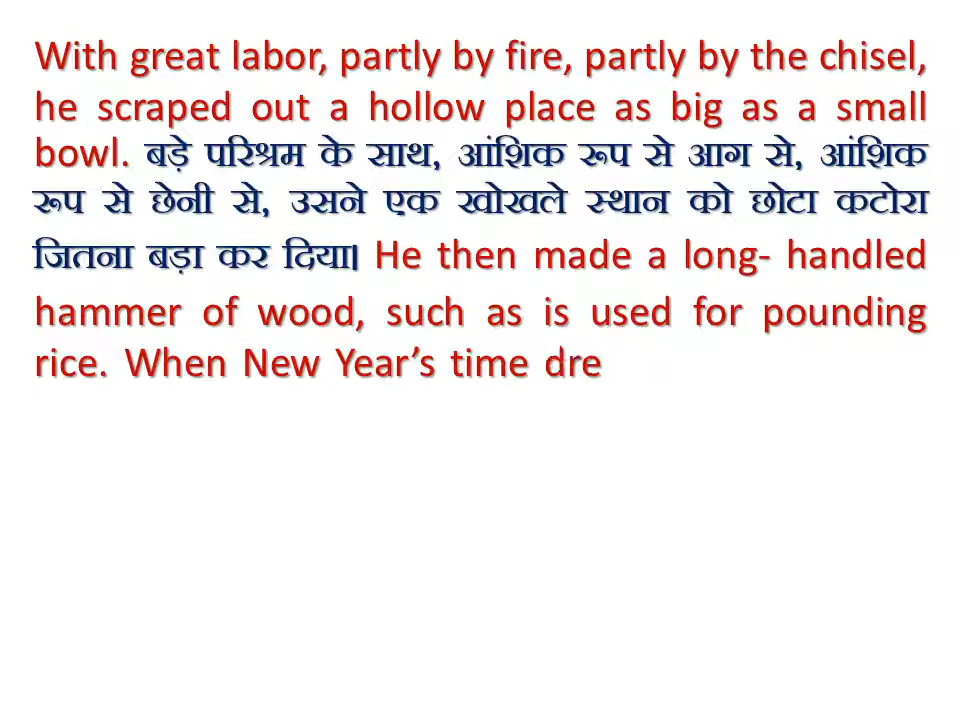 With great labor, partly by fire, partly by the chisel,
he scraped out a hollow place as big as a small
bowl. बड़े परिश्रम के साथ, आंशिक रूप से आग से, आंशिक
रूप से छेनी से, उसने एक खोखले स्थान को छोटा कटोरा
जितना बड़ा कर दिया। He then made a long- handled
hammer of wood, such as is used for pounding
rice. When New Year’s time dre